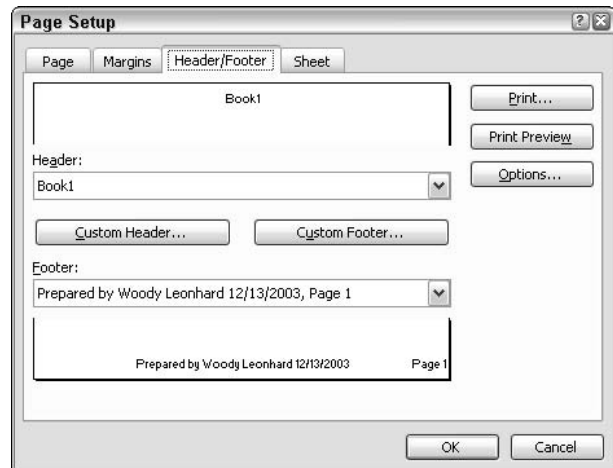 Page Setup
Page Margins Header/Footer Sheet
Book1
Print...
Print Preview
Header:
Book1
Options...
Custom Header... Custom Footer...
Footer:
Prepared by Woody Leonhard 12/13/2003, Page 1
Prepared by Woody Leonhard 12/13/2003 Page 1
OK Cancel